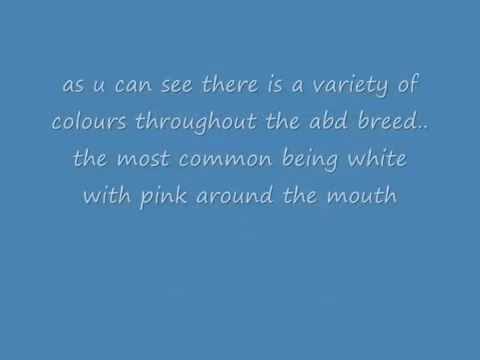 as u can see there is a variety of
colours throughout the abd breed..
the most common being white
with pink around the mouth